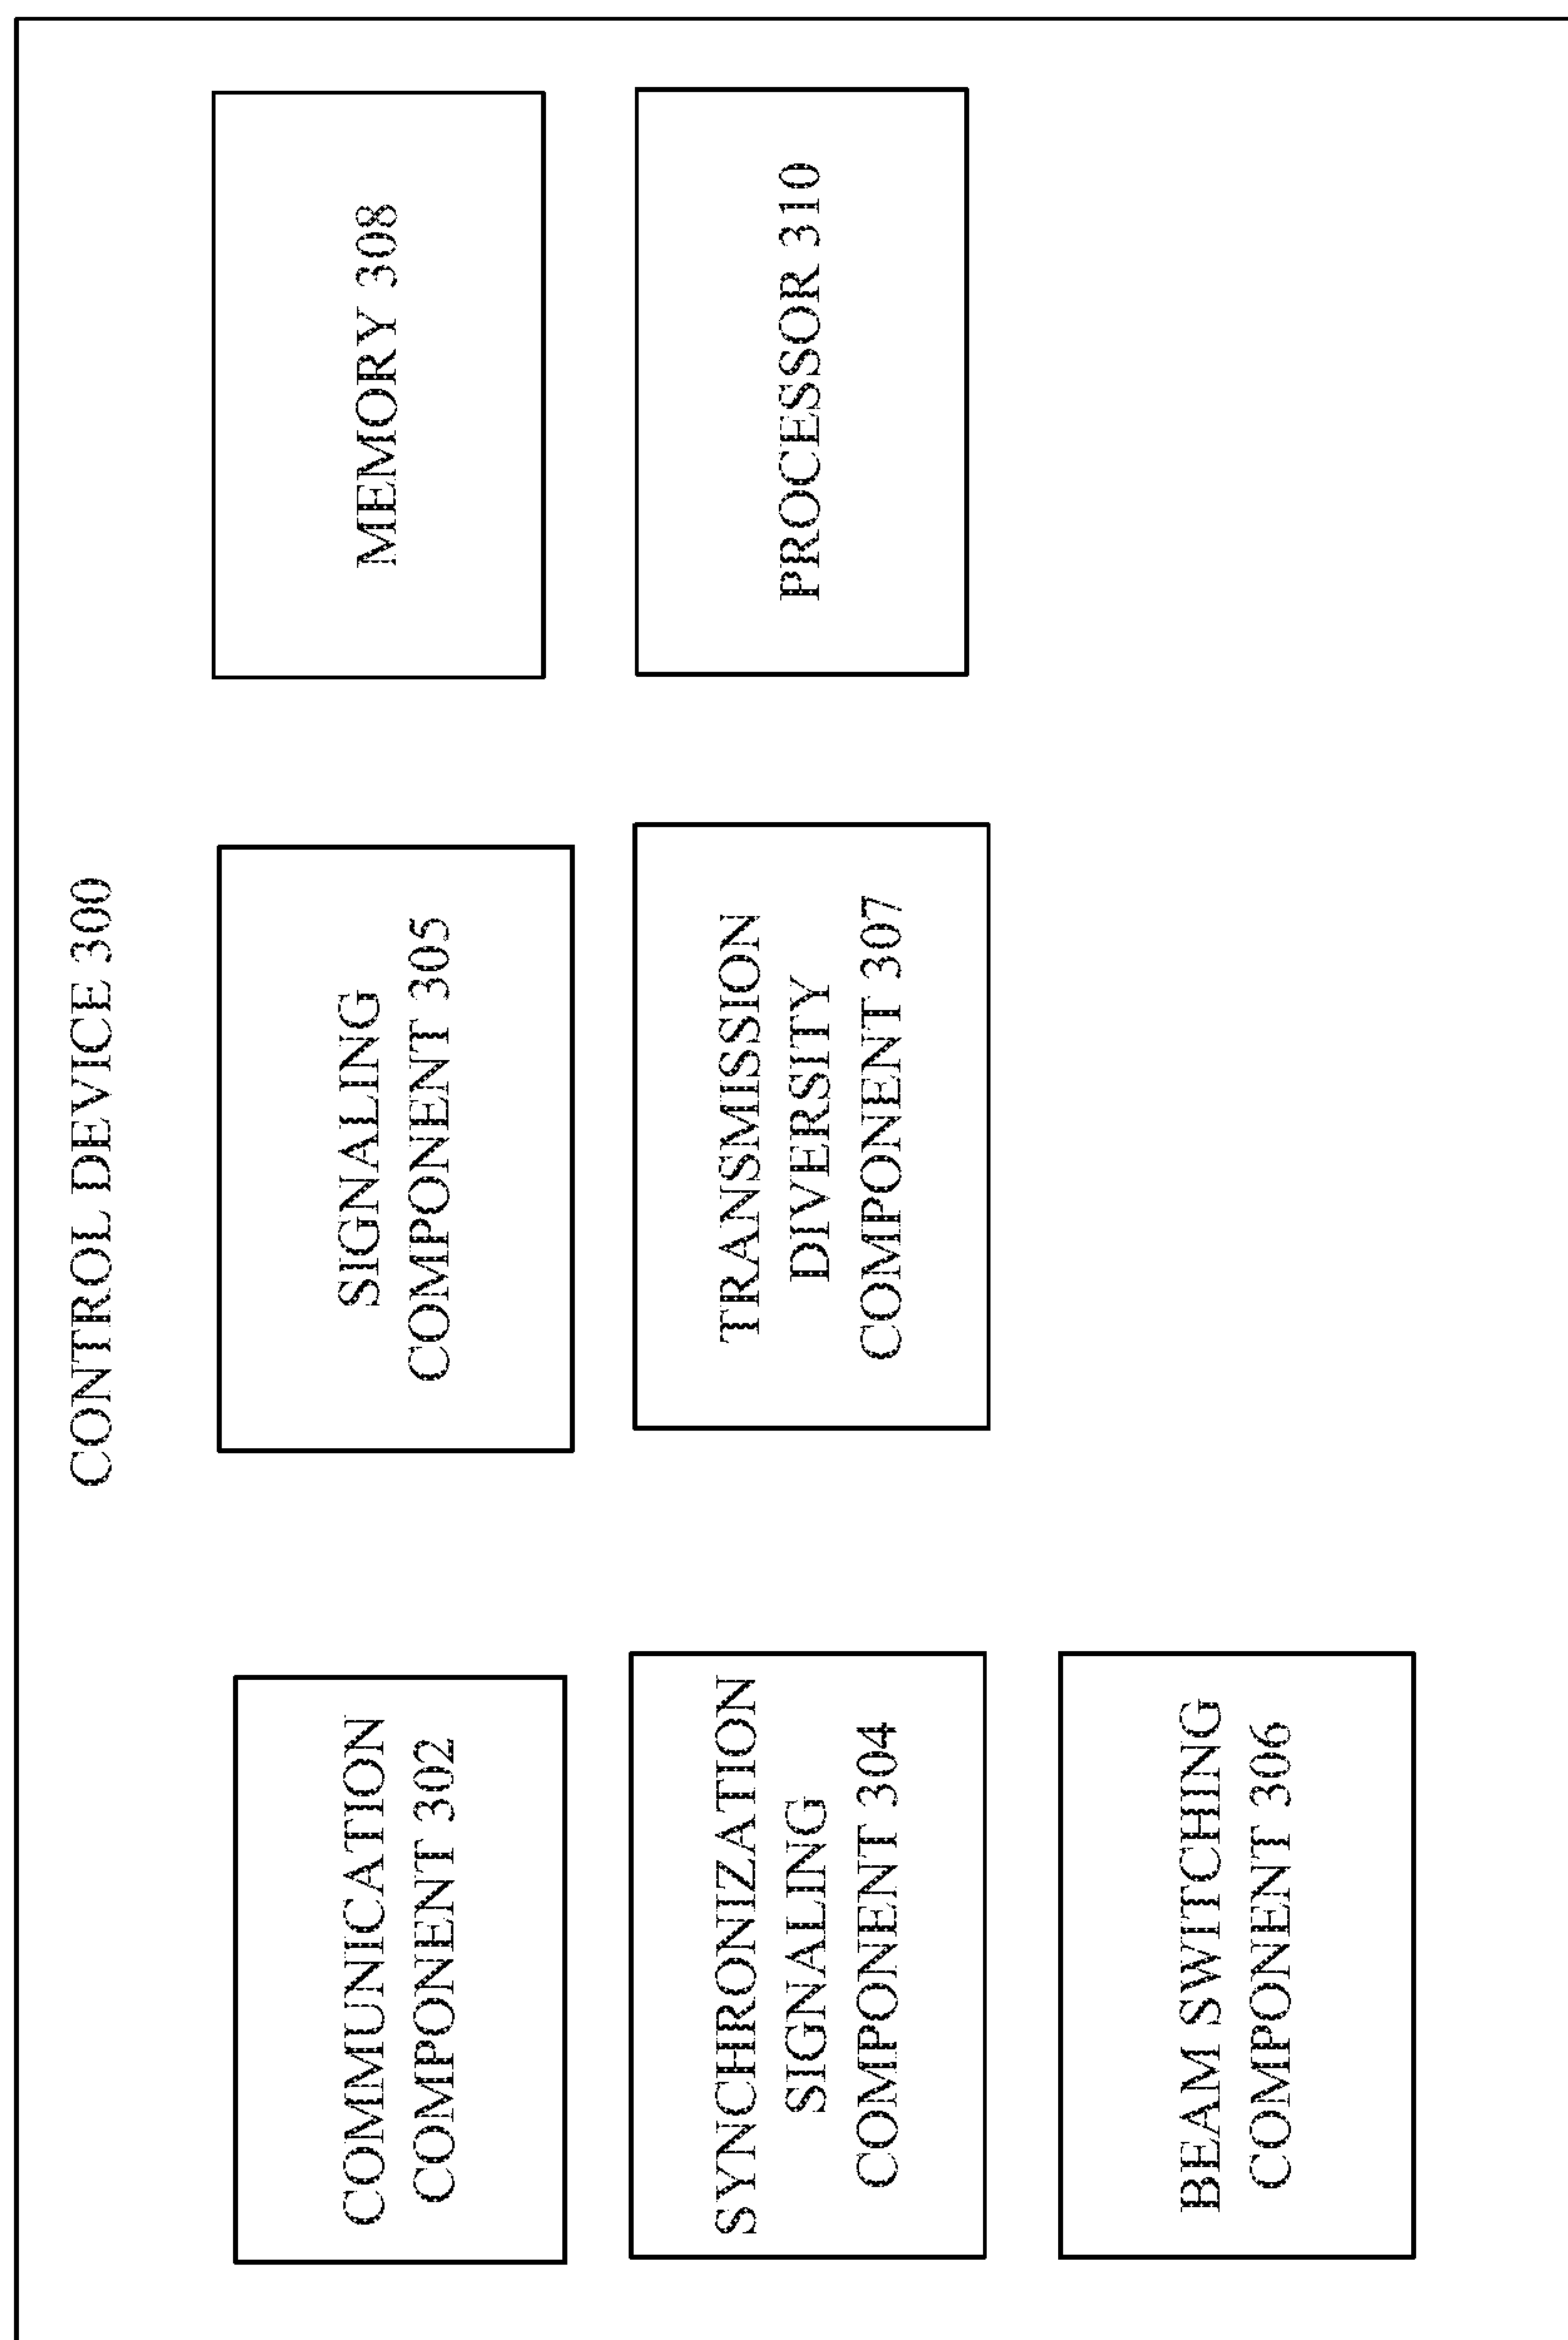 CONTROL DEVICE 300
COMMUNICATION
COMPONENT 302
SIGNALING
COMPONENT 305
MEMORY 308
SYNCHRONIZATION
SIGNALING
COMPONENT 304
TRANSMISSION
DIVERSITY
COMPONENT 307
PROCESSOR 310
BEAM SWITCHING
COMPONENT 306